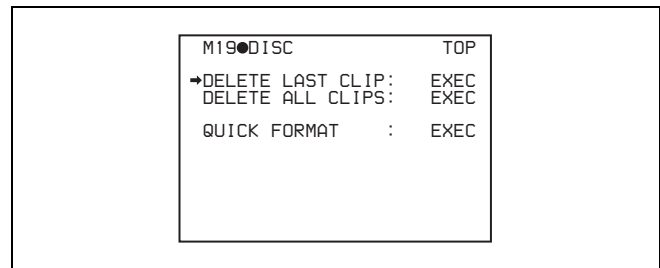 M19●DISC TOP
➡DELETE LAST CLIP: EXEC
DELETE ALL CLIPS: EXEC
QUICK FORMAT : EXEC